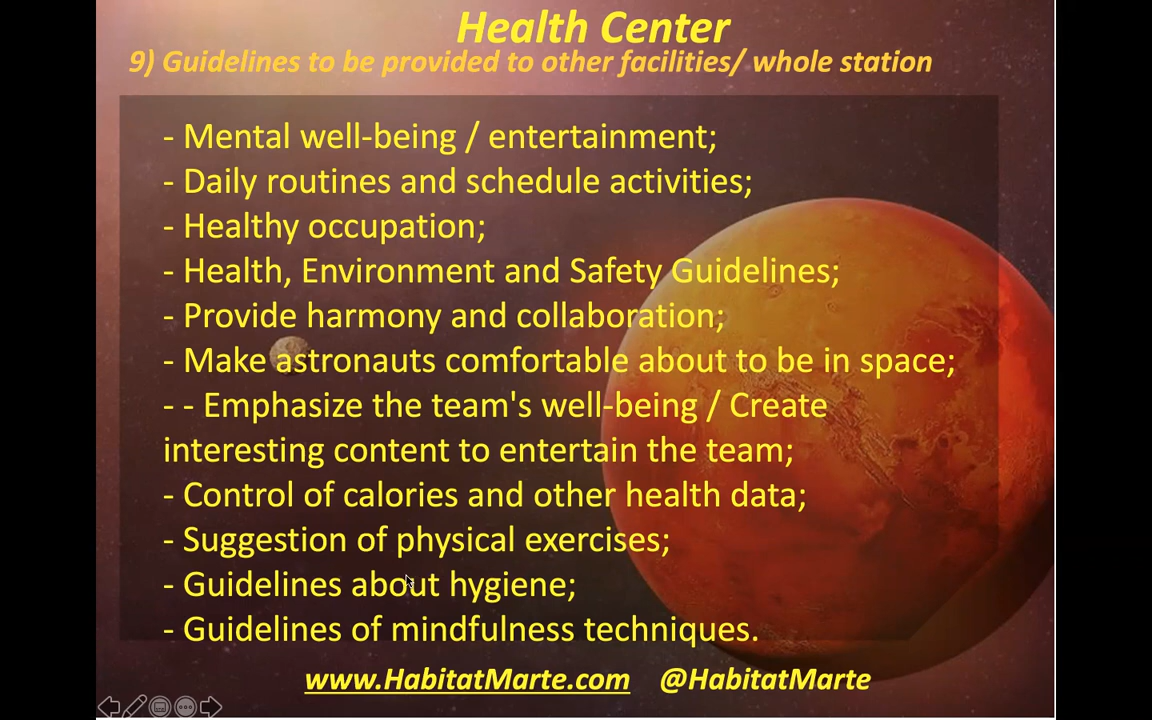 Health Center
9) Guidelines to be provided to other facilities/ whole station
- Mental well-being / entertainment;
- Daily routines and schedule activities;
- Healthy occupation;
- Health, Environment and Safety Guidelines;
- Provide harmony and collaboration;
- Make astronauts comfortable about to be in space;
- - Emphasize the team's well-being / Create
interesting content to entertain the team;
- Control of calories and other health data;
- Suggestion of physical exercises;
- Guidelines about hygiene;
- Guidelines of mindfulness techniques.
www.HabitatMarte.com @HabitatMarte